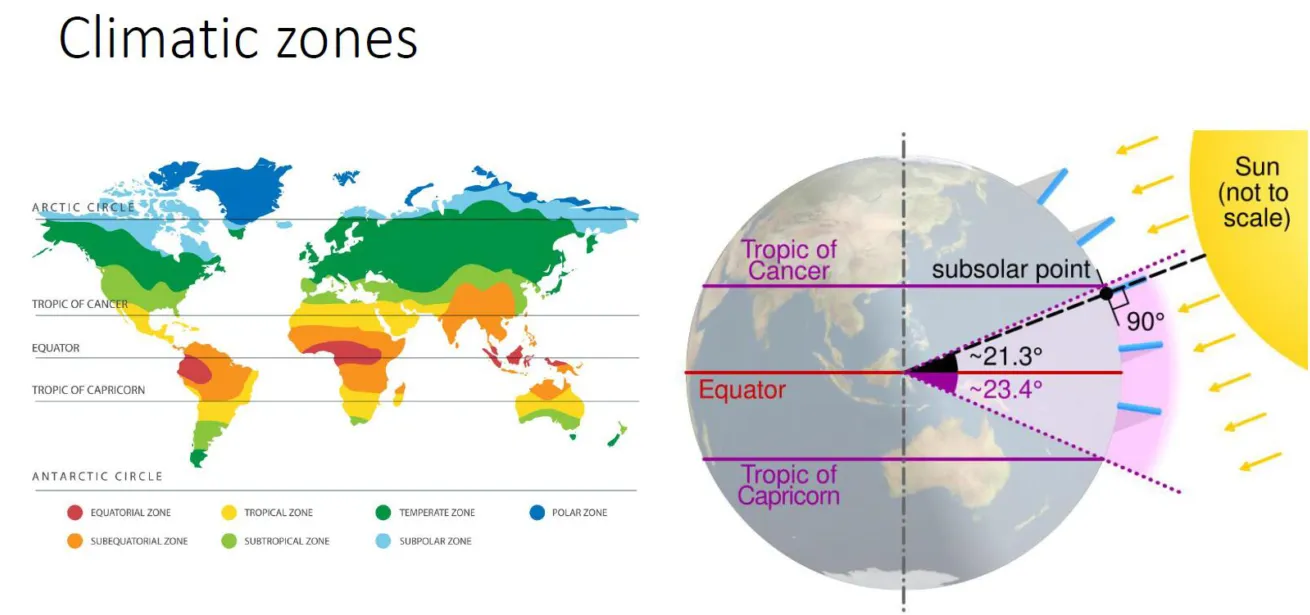 Climatic zones
ARCTIC CIRCLE
TROPIC OF CANCER
EQUATOR
TROPIC OF CAPRICORN
ANTARCTIC CIRCLE
EQUATORIAL ZONE
TROPICAL ZONE
TEMPERATE ZONE
POLAR ZONE
SUBEQUATORIAL ZONE
SUBTROPICAL ZONE
SUBPOLAR ZONE
Sun
(not to
scale)
Tropic of
Cancer
subsolar point
90°
~21.3°
Equator
~23.4°
Tropic of
Capricorn